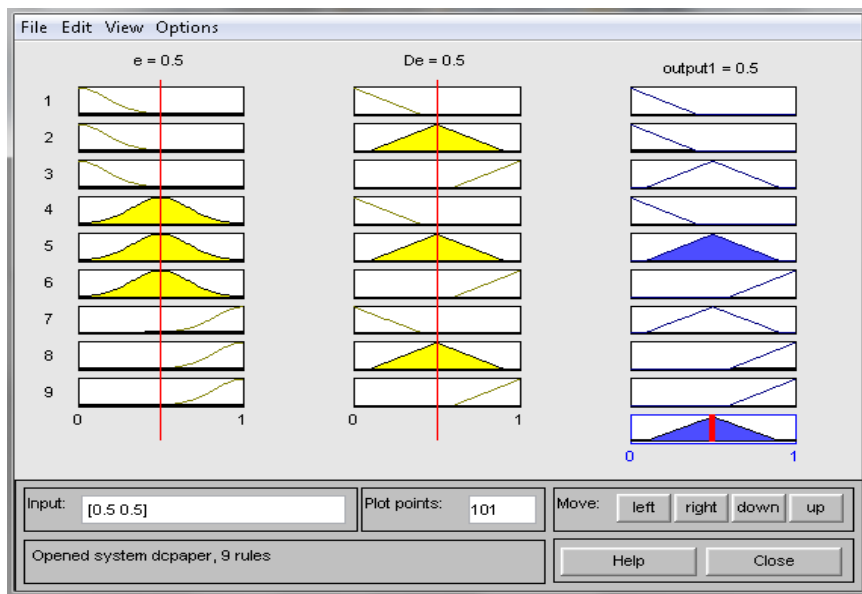 File Edit View Options
e = 0.5
De = 0.5
output1 = 0.5
1
2
3
4
5
6
7
8
9
0 1
0 1
0 1
Input: [0.5 0.5]
Plot points: 101
Move: left right down up
Opened system dcpaper, 9 rules
Help Close